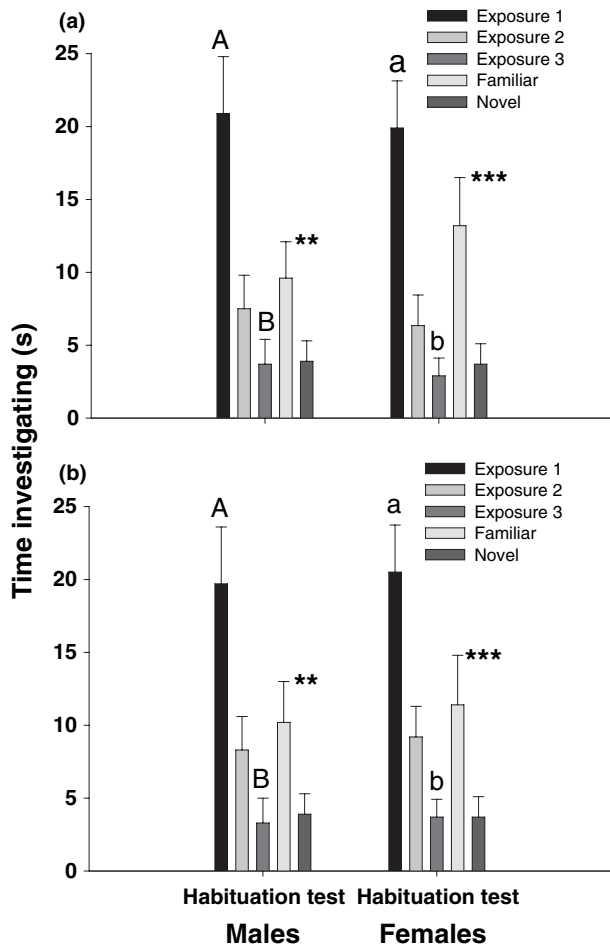 (a)
Exposure 1
Exposure 2
Exposure 3
Familiar
Novel
25
20
15
10
5
0
A
B
**
a
b
***
Time investigating (s)
(b)
Exposure 1
Exposure 2
Exposure 3
Familiar
Novel
25
20
15
10
5
0
A
B
**
a
b
***
Habituation test Habituation test
Males Females